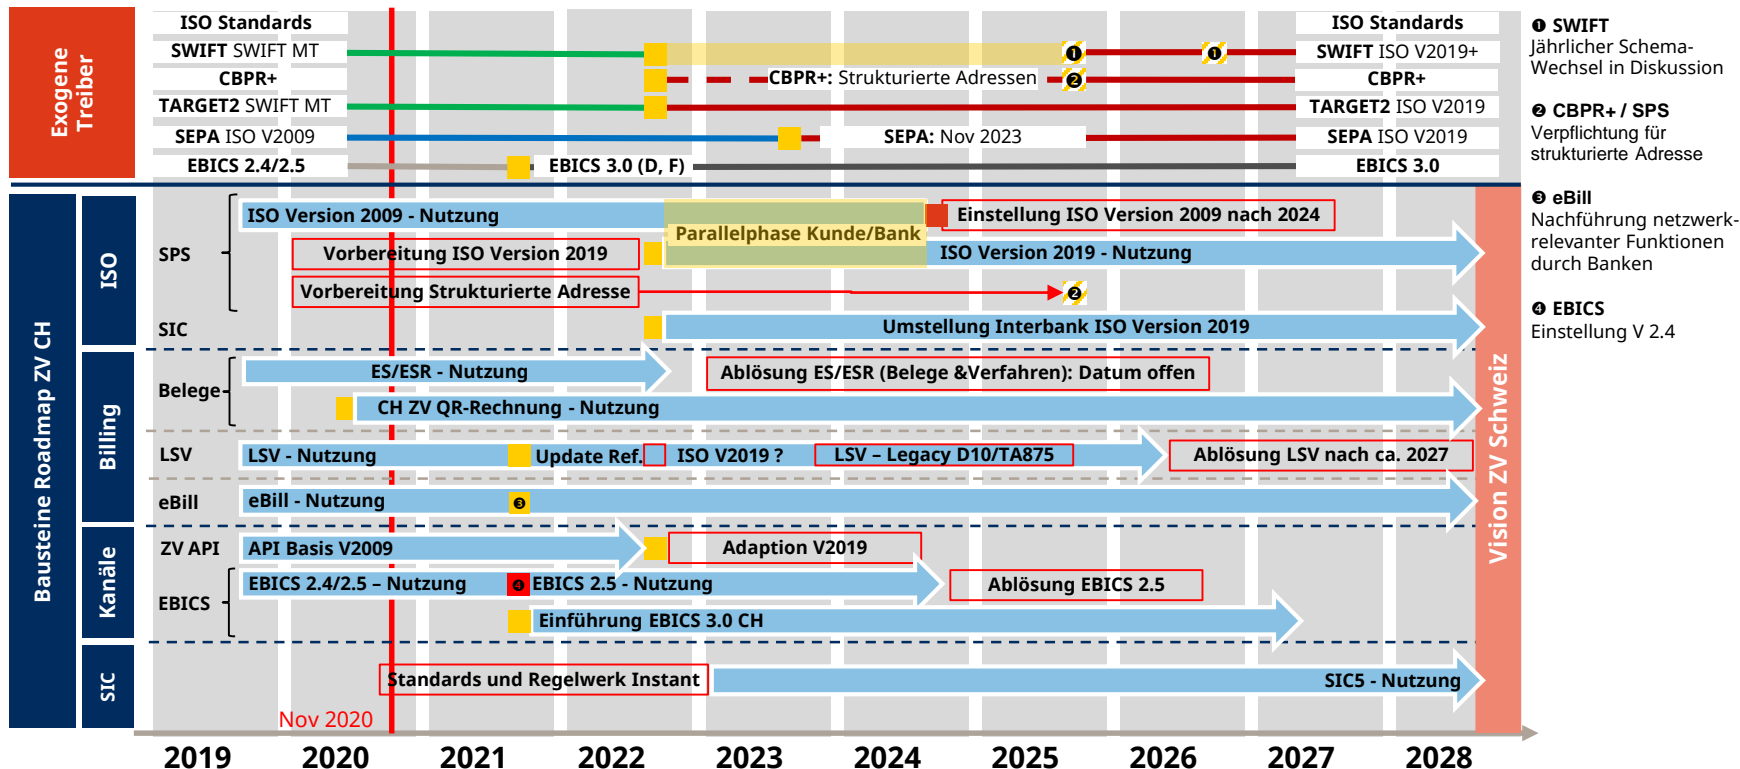 Exogene
Treiber
ISO Standards
SWIFT SWIFT MT
CBPR+
TARGET2 SWIFT MT
SEPA ISO V2009
EBICS 2.4/2.5
❶
❶
CBPR+: Strukturierte Adressen
❷
SEPA: Nov 2023
EBICS 3.0 (D, F)
ISO Standards
SWIFT ISO V2019+
CBPR+
TARGET2 ISO V2019
SEPA ISO V2019
EBICS 3.0
❶ SWIFT
Jährlicher Schema-
Wechsel in Diskussion
❷ CBPR+ / SPS
Verpflichtung für
strukturierte Adresse
❸ eBill
Nachführung netzwerk-
relevanter Funktionen
durch Banken
❹ EBICS
Einstellung V 2.4
Bausteine Roadmap ZV CH
ISO
SPS
ISO Version 2009 - Nutzung
Parallelphase Kunde/Bank
Einstellung ISO Version 2009 nach 2024
Vorbereitung ISO Version 2019
ISO Version 2019 - Nutzung
Vorbereitung Strukturierte Adresse
❷
SIC
Umstellung Interbank ISO Version 2019
Billing
Belege
ES/ESR - Nutzung
Ablösung ES/ESR (Belege &Verfahren): Datum offen
CH ZV QR-Rechnung - Nutzung
LSV
LSV - Nutzung
Update Ref.
ISO V2019 ?
LSV – Legacy D10/TA875
Ablösung LSV nach ca. 2027
eBill
eBill - Nutzung
❸
Kanäle
ZV API
API Basis V2009
Adaption V2019
EBICS
EBICS 2.4/2.5 – Nutzung
❹
EBICS 2.5 - Nutzung
Ablösung EBICS 2.5
Einführung EBICS 3.0 CH
SIC
Standards und Regelwerk Instant
SIC5 - Nutzung
Vision ZV Schweiz
Nov 2020
2019 2020 2021 2022 2023 2024 2025 2026 2027 2028